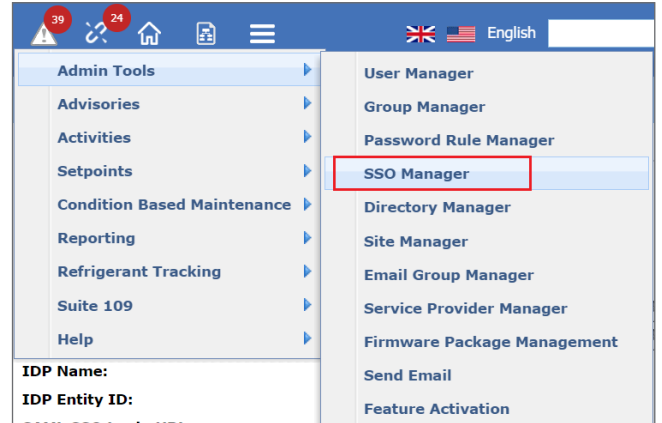 39
24
English
Admin Tools
Advisories
Activities
Setpoints
Condition Based Maintenance
Reporting
Refrigerant Tracking
Suite 109
Help
User Manager
Group Manager
Password Rule Manager
SSO Manager
Directory Manager
Site Manager
Email Group Manager
Service Provider Manager
Firmware Package Management
Send Email
Feature Activation
IDP Name:
IDP Entity ID: